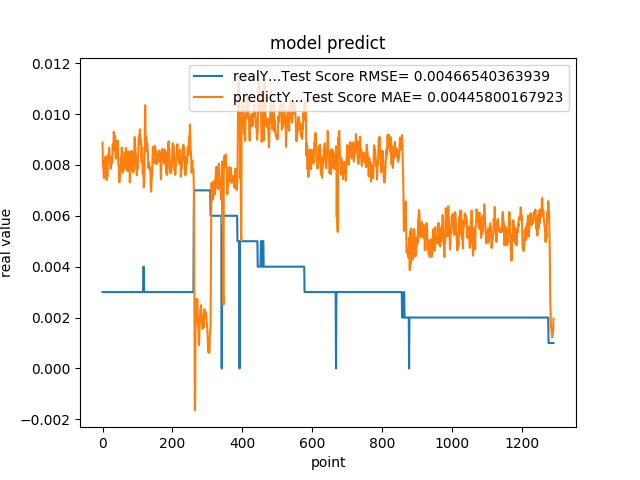 model predict
realY...Test Score RMSE= 0.00466540363939
predictY...Test Score MAE= 0.00445800167923
real value
0.012
0.010
0.008
0.006
0.004
0.002
0.000
−0.002
0 200 400 600 800 1000 1200
point